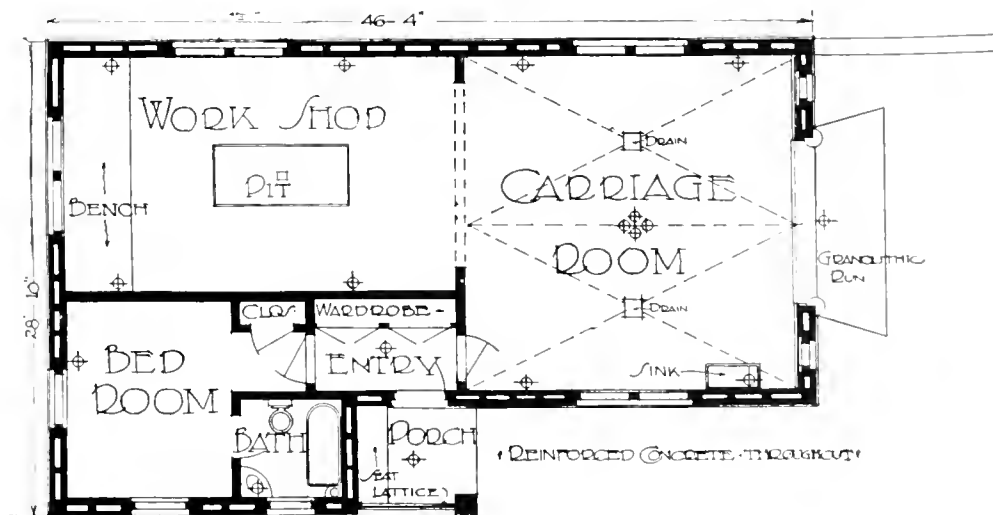 46-4"
WORK SHOP
PIT
BENCH
DRAIN
CARRIAGE
ROOM
GRANOLITHIC
RUN
28'-10"
DRAIN
CLOS.
WARDROBE-
ENTRY
BED
ROOM
SINK
BATH
PORCH
SEAT
(LATTICE)
REINFORCED CONCRETE·THROUGHOUT